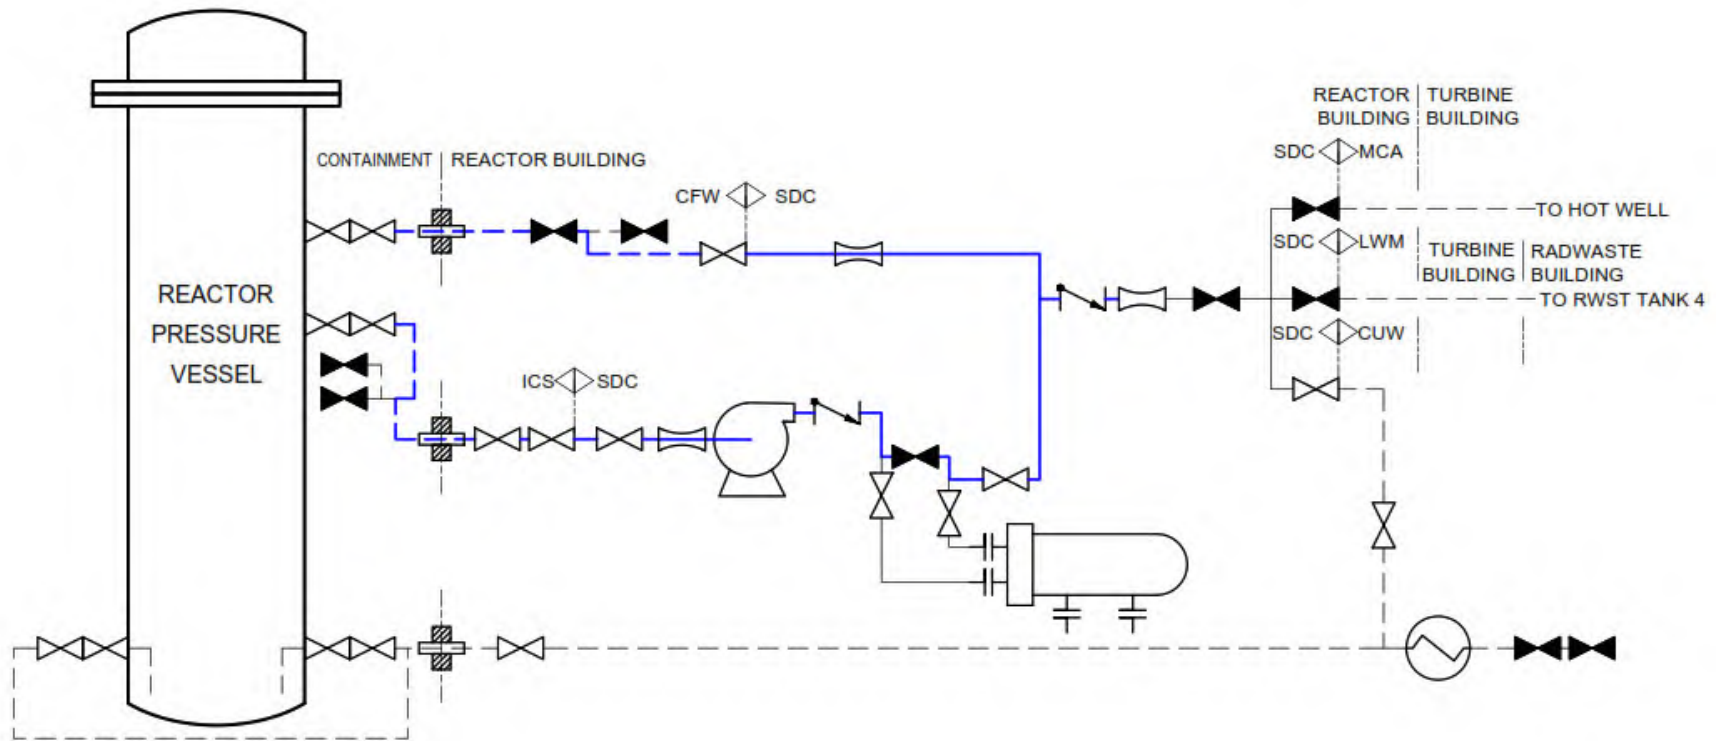 REACTOR
PRESSURE
VESSEL
CONTAINMENT
REACTOR BUILDING
CFW
SDC
ICS
SDC
REACTOR
BUILDING
TURBINE
BUILDING
SDC
MCA
TO HOT WELL
SDC
LWM
TURBINE
BUILDING
RADWASTE
BUILDING
TO RWST TANK 4
SDC
CUW